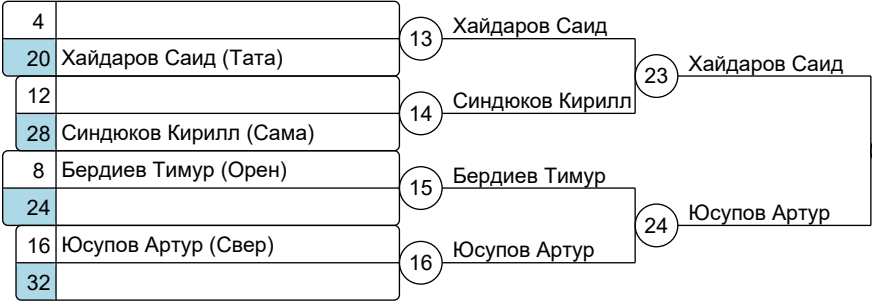 4
20 Хайдаров Саид (Тата)
12
28 Синдюков Кирилл (Сама)
8 Бердиев Тимур (Орен)
24
16 Юсупов Артур (Свер)
32
13 Хайдаров Саид
14 Синдюков Кирилл
15 Бердиев Тимур
16 Юсупов Артур
23 Хайдаров Саид
24 Юсупов Артур